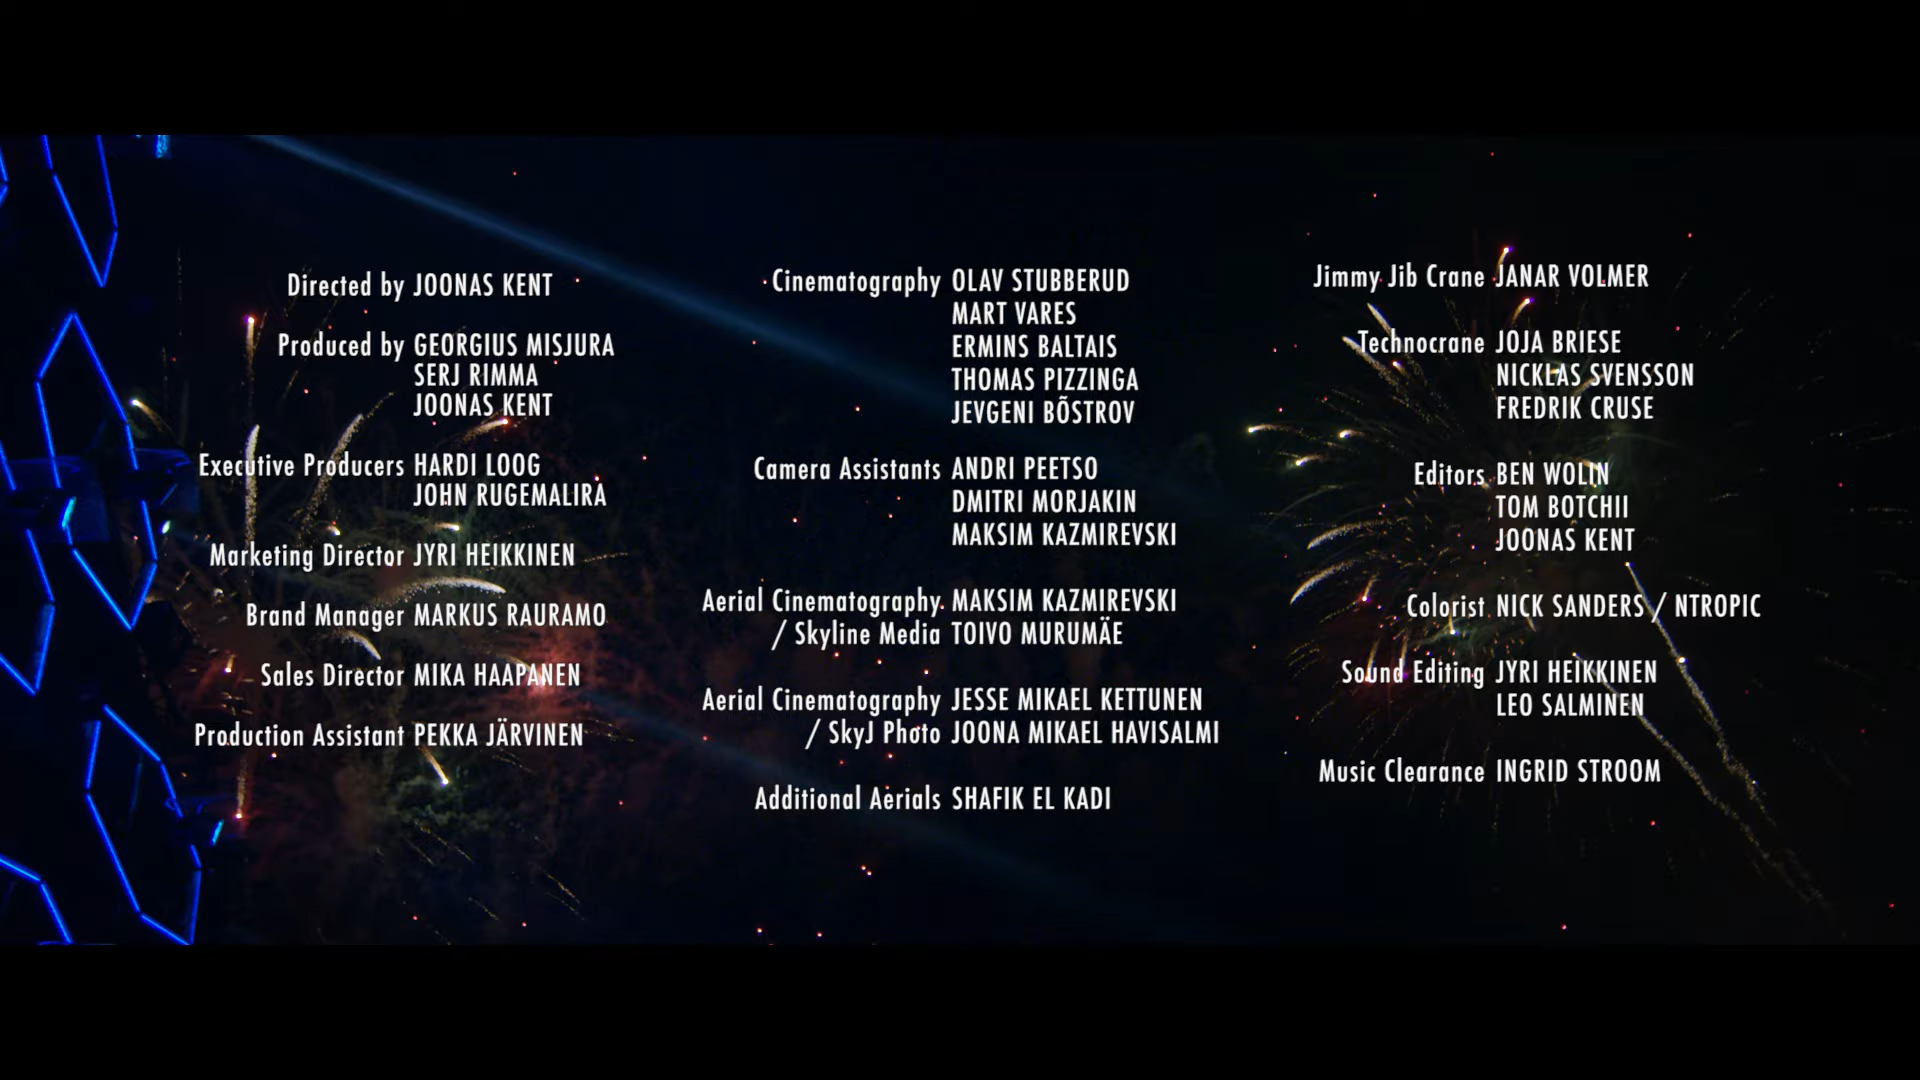 Directed by JOONAS KENT
Produced by GEORGIUS MISJURA
SERJ RIMMA
JOONAS KENT
Executive Producers HARDI LOOG
JOHN RUGEMALIRA
Marketing Director JYRI HEIKKINEN
Brand Manager MARKUS RAURAMO
Sales Director MIKA HAAPANEN
Production Assistant PEKKA JÄRVINEN
Cinematography OLAV STUBBERUD
MART VARES
ERMINS BALTAIS
THOMAS PIZZINGA
JEVGENI BÕSTROV
Camera Assistants ANDRI PEETSO
DMITRI MORJAKIN
MAKSIM KAZMIREVSKI
Aerial Cinematography MAKSIM KAZMIREVSKI
/ Skyline Media TOIVO MURUMÄE
Aerial Cinematography JESSE MIKAEL KETTUNEN
/ SkyJ Photo JOONA MIKAEL HAVISALMI
Additional Aerials SHAFIK EL KADI
Jimmy Jib Crane JANAR VOLMER
Technocrane JOJA BRIESE
NICKLAS SVENSSON
FREDRIK CRUSE
Editors BEN WOLIN
TOM BOTCHII
JOONAS KENT
Colorist NICK SANDERS / NTROPIC
Sound Editing JYRI HEIKKINEN
LEO SALMINEN
Music Clearance INGRID STROOM